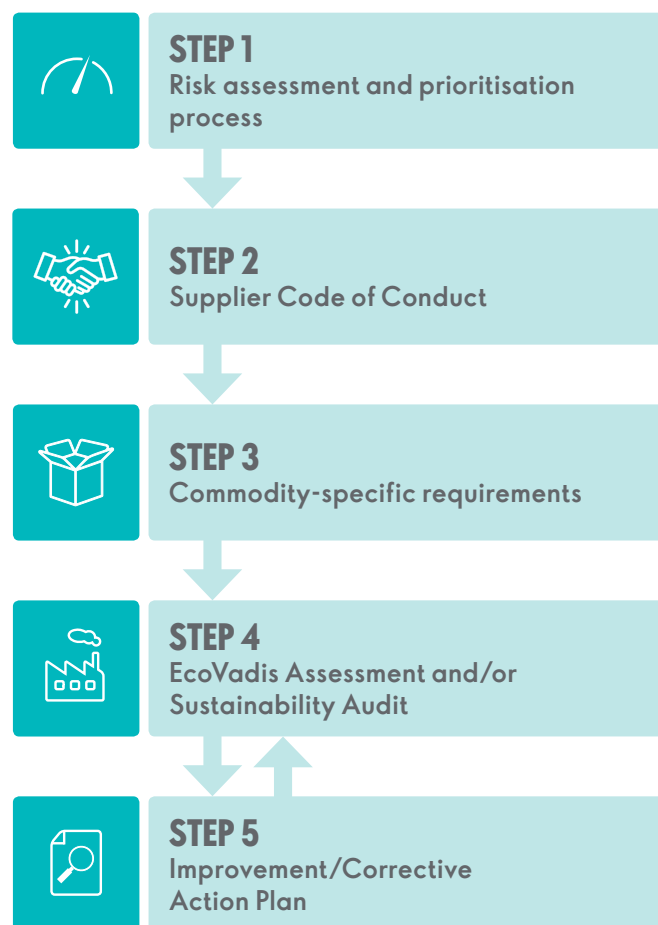 STEP 1
Risk assessment and prioritisation
process
STEP 2
Supplier Code of Conduct
STEP 3
Commodity-specific requirements
STEP 4
EcoVadis Assessment and/or
Sustainability Audit
STEP 5
Improvement/Corrective
Action Plan